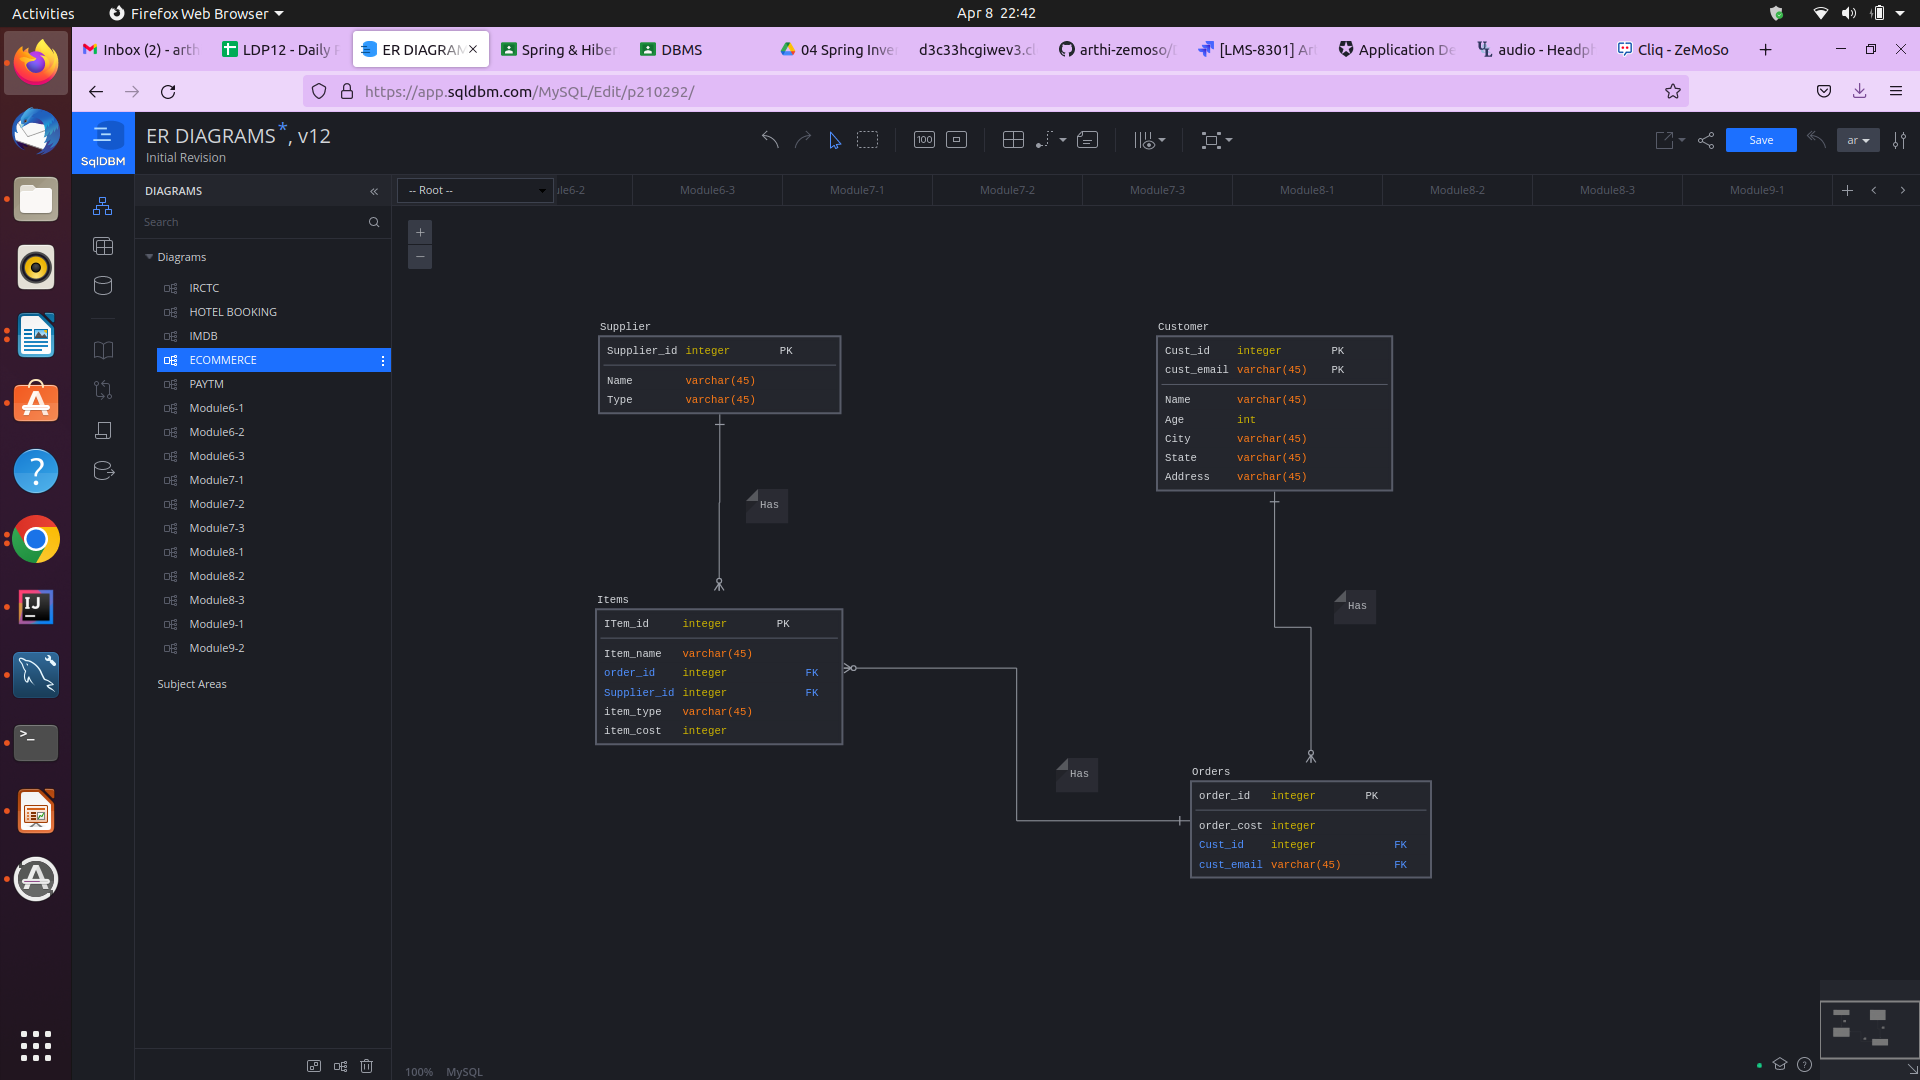 Activities
Firefox Web Browser
Apr 8 22:42
Inbox (2) - arth
LDP12 - Daily
ER DIAGRAM
Spring & Hiber
DBMS
04 Spring Inve
d3c33hcgiwev3.cl
arthi-zemoso/
[LMS-8301] Ar
Application De
audio - Headph
Cliq - ZeMoSo
https://app.sqldbm.com/MySQL/Edit/p210292/
SqlDBM
ER DIAGRAMS*, v12
Initial Revision
100
Save
ar
DIAGRAMS
-- Root --
le6-2
Module6-3
Module7-1
Module7-2
Module7-3
Module8-1
Module8-2
Module8-3
Module9-1
Search
Diagrams
IRCTC
HOTEL BOOKING
IMDB
ECOMMERCE
PAYTM
Module6-1
Module6-2
Module6-3
Module7-1
Module7-2
Module7-3
Module8-1
Module8-2
Module8-3
Module9-1
Module9-2
Subject Areas
Supplier
Supplier_id integer PK
Name varchar(45)
Type varchar(45)
Has
Customer
Cust_id integer PK
cust_email varchar(45) PK
Name varchar(45)
Age int
City varchar(45)
State varchar(45)
Address varchar(45)
Has
Items
ITem_id integer PK
Item_name varchar(45)
order_id integer FK
Supplier_id integer FK
item_type varchar(45)
item_cost integer
Has
Orders
order_id integer PK
order_cost integer
Cust_id integer FK
cust_email varchar(45) FK
100% MySQL